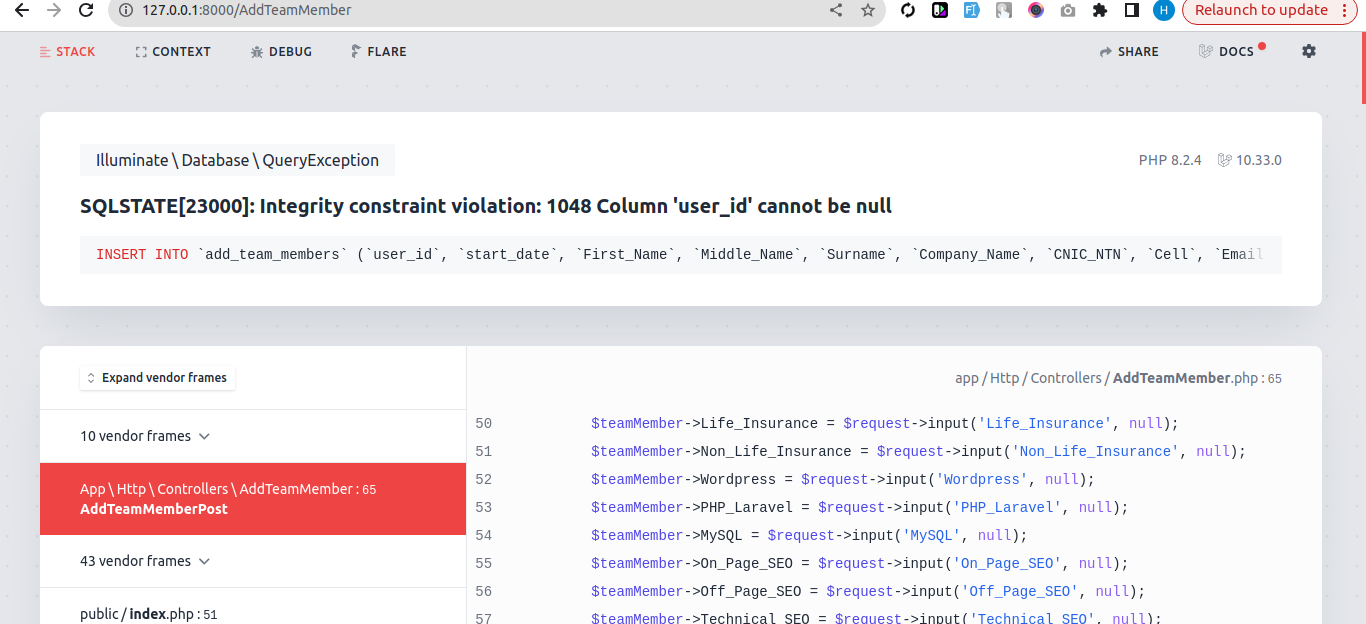 127.0.0.1:8000/AddTeamMember
H
Relaunch to update
STACK
CONTEXT
DEBUG
FLARE
SHARE
DOCS
Illuminate\Database\QueryException
PHP 8.2.4
10.33.0
SQLSTATE[23000]: Integrity constraint violation: 1048 Column 'user_id' cannot be null
INSERT INTO `add_team_members` (`user_id`, `start_date`, `First_Name`, `Middle_Name`, `Surname`, `Company_Name`, `CNIC_NTN`, `Cell`, `Email
Expand vendor frames
10 vendor frames
App\Http\Controllers\AddTeamMember:65
AddTeamMemberPost
43 vendor frames
public/index.php:51
app/Http/Controllers/AddTeamMember.php:65
50 $teamMember->Life_Insurance = $request->input('Life_Insurance', null);
51 $teamMember->Non_Life_Insurance = $request->input('Non_Life_Insurance', null);
52 $teamMember->Wordpress = $request->input('Wordpress', null);
53 $teamMember->PHP_Laravel = $request->input('PHP_Laravel', null);
54 $teamMember->MySQL = $request->input('MySQL', null);
55 $teamMember->On_Page_SEO = $request->input('On_Page_SEO', null);
56 $teamMember->Off_Page_SEO = $request->input('Off_Page_SEO', null);
57 $teamMember->Technical_SEO = $request->input('Technical_SEO', null);